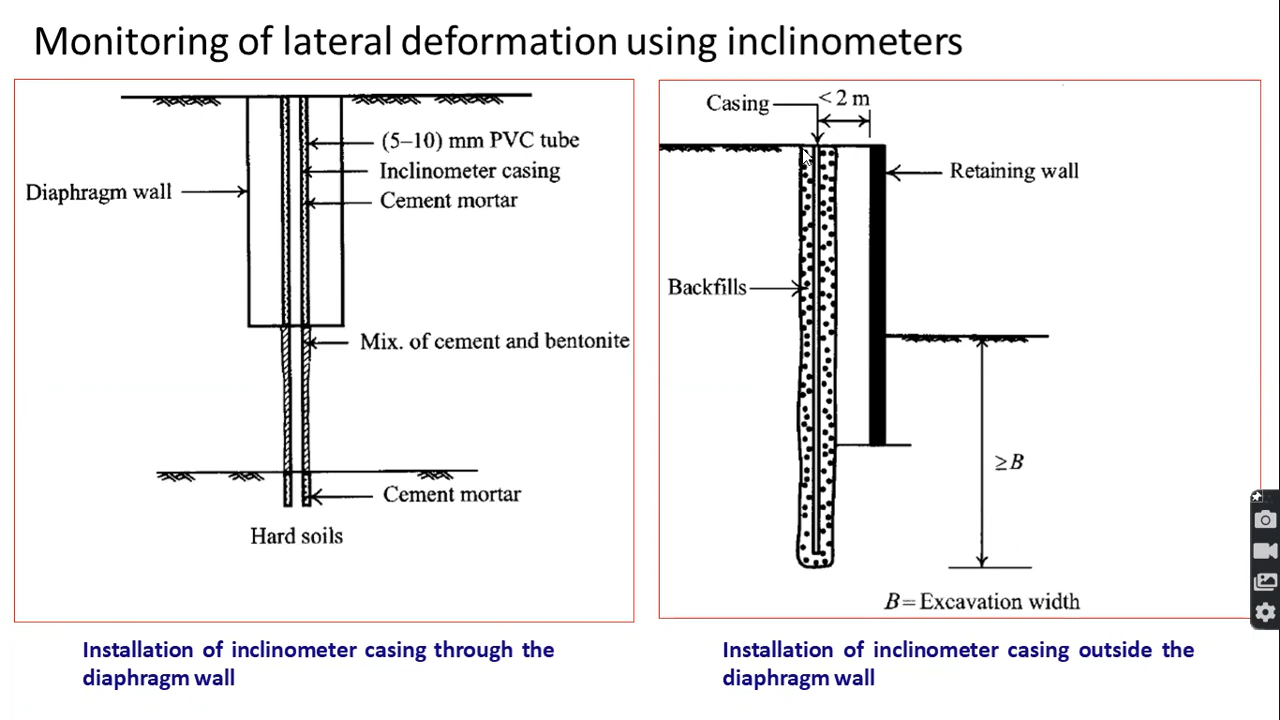 Monitoring of lateral deformation using inclinometers
(5–10) mm PVC tube
Inclinometer casing
Diaphragm wall
Cement mortar
Mix. of cement and bentonite
Cement mortar
Hard soils
Installation of inclinometer casing through the
diaphragm wall
Casing
<2 m
Retaining wall
Backfills
≥B
B=Excavation width
Installation of inclinometer casing outside the
diaphragm wall